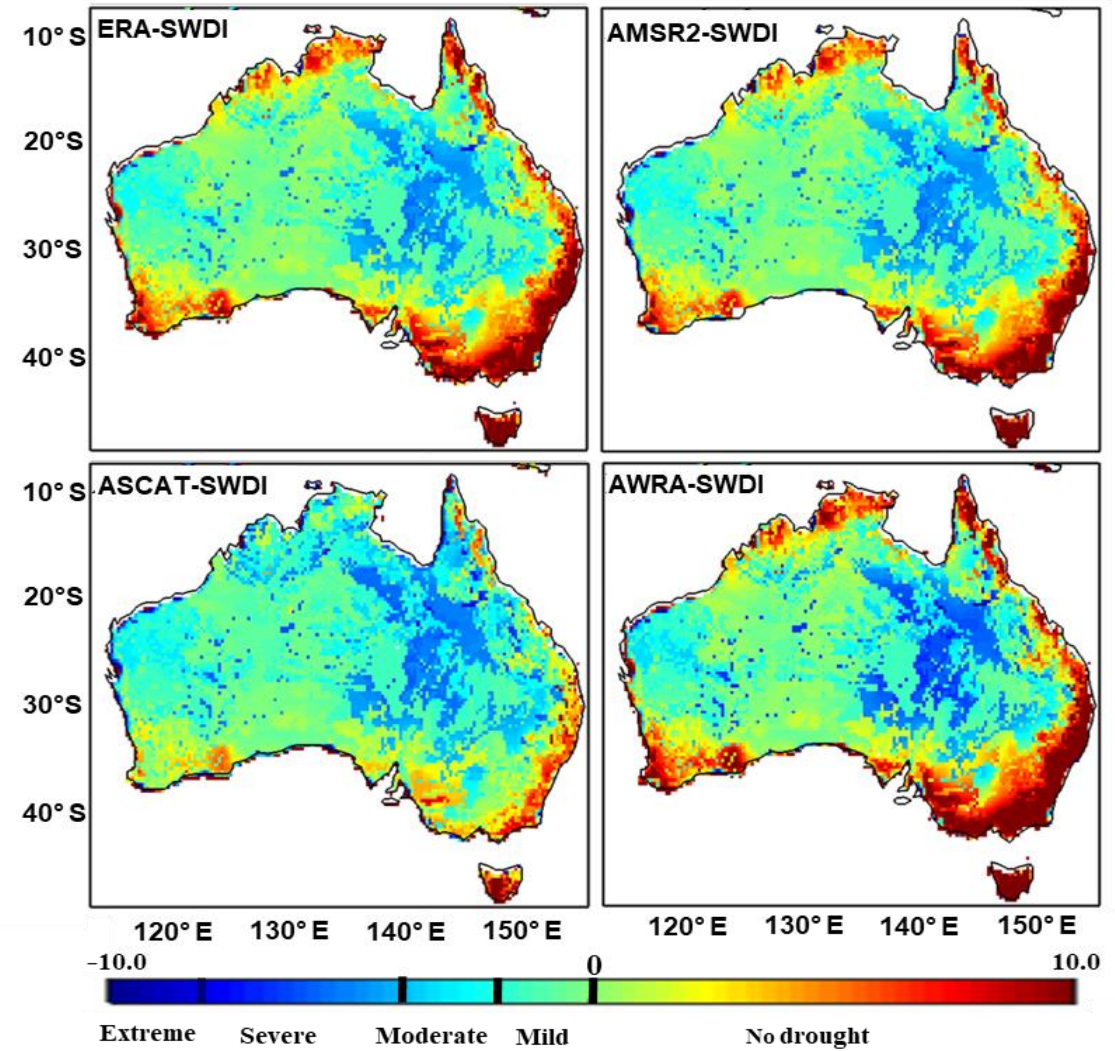 ERA-SWDI
AMSR2-SWDI
10° S
20°S
30°S
40°S
ASCAT-SWDI
AWRA-SWDI
10° S
20°S
30°S
40°S
120° E 130° E 140° E 150° E
120° E 130° E 140° E 150° E
−10.0 0 10.0
Extreme Severe Moderate Mild No drought